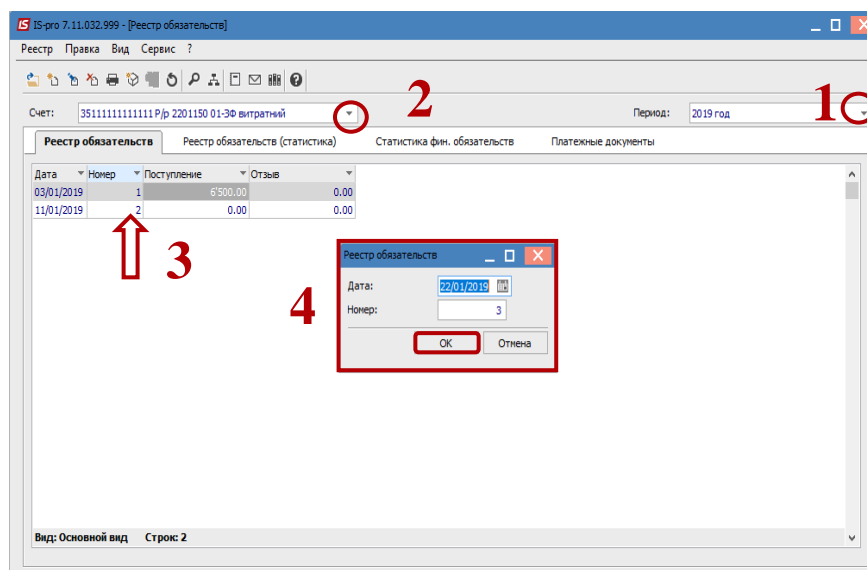 IS-pro 7.11.032.999 - [Реестр обязательств]
Реестр Правка Вид Сервис ?
Счет: 35111111111111 Р/р 2201150 01-ЗФ витратний 2 Период: 2019 год 1
Реестр обязательств Реестр обязательств (статистика) Статистика фин. обязательств Платежные документы
Дата Номер Поступление Отзыв
03/01/2019 1 6'500.00 0.00
11/01/2019 2 0.00 0.00
3
4
Реестр обязательств
Дата: 22/01/2019
Номер: 3
OK Отмена
Вид: Основной вид Строк: 2